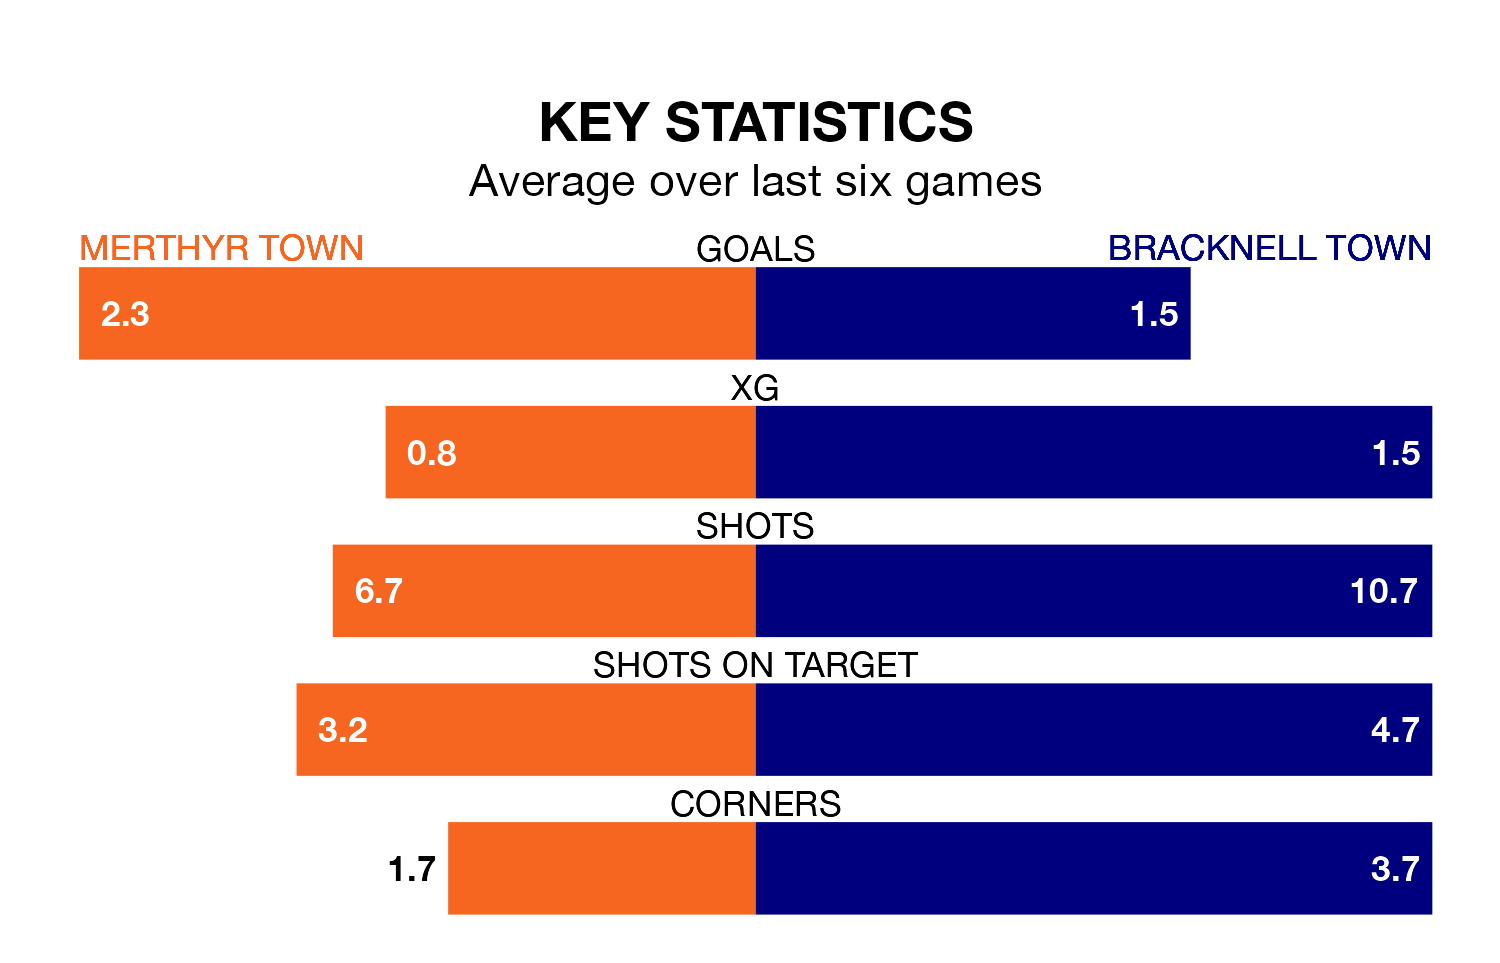 KEY STATISTICS
Average over last six games
MERTHYR TOWN GOALS BRACKNELL TOWN
2.3 1.5
XG
0.8 1.5
SHOTS
6.7 10.7
SHOTS ON TARGET
3.2 4.7
CORNERS
1.7 3.7